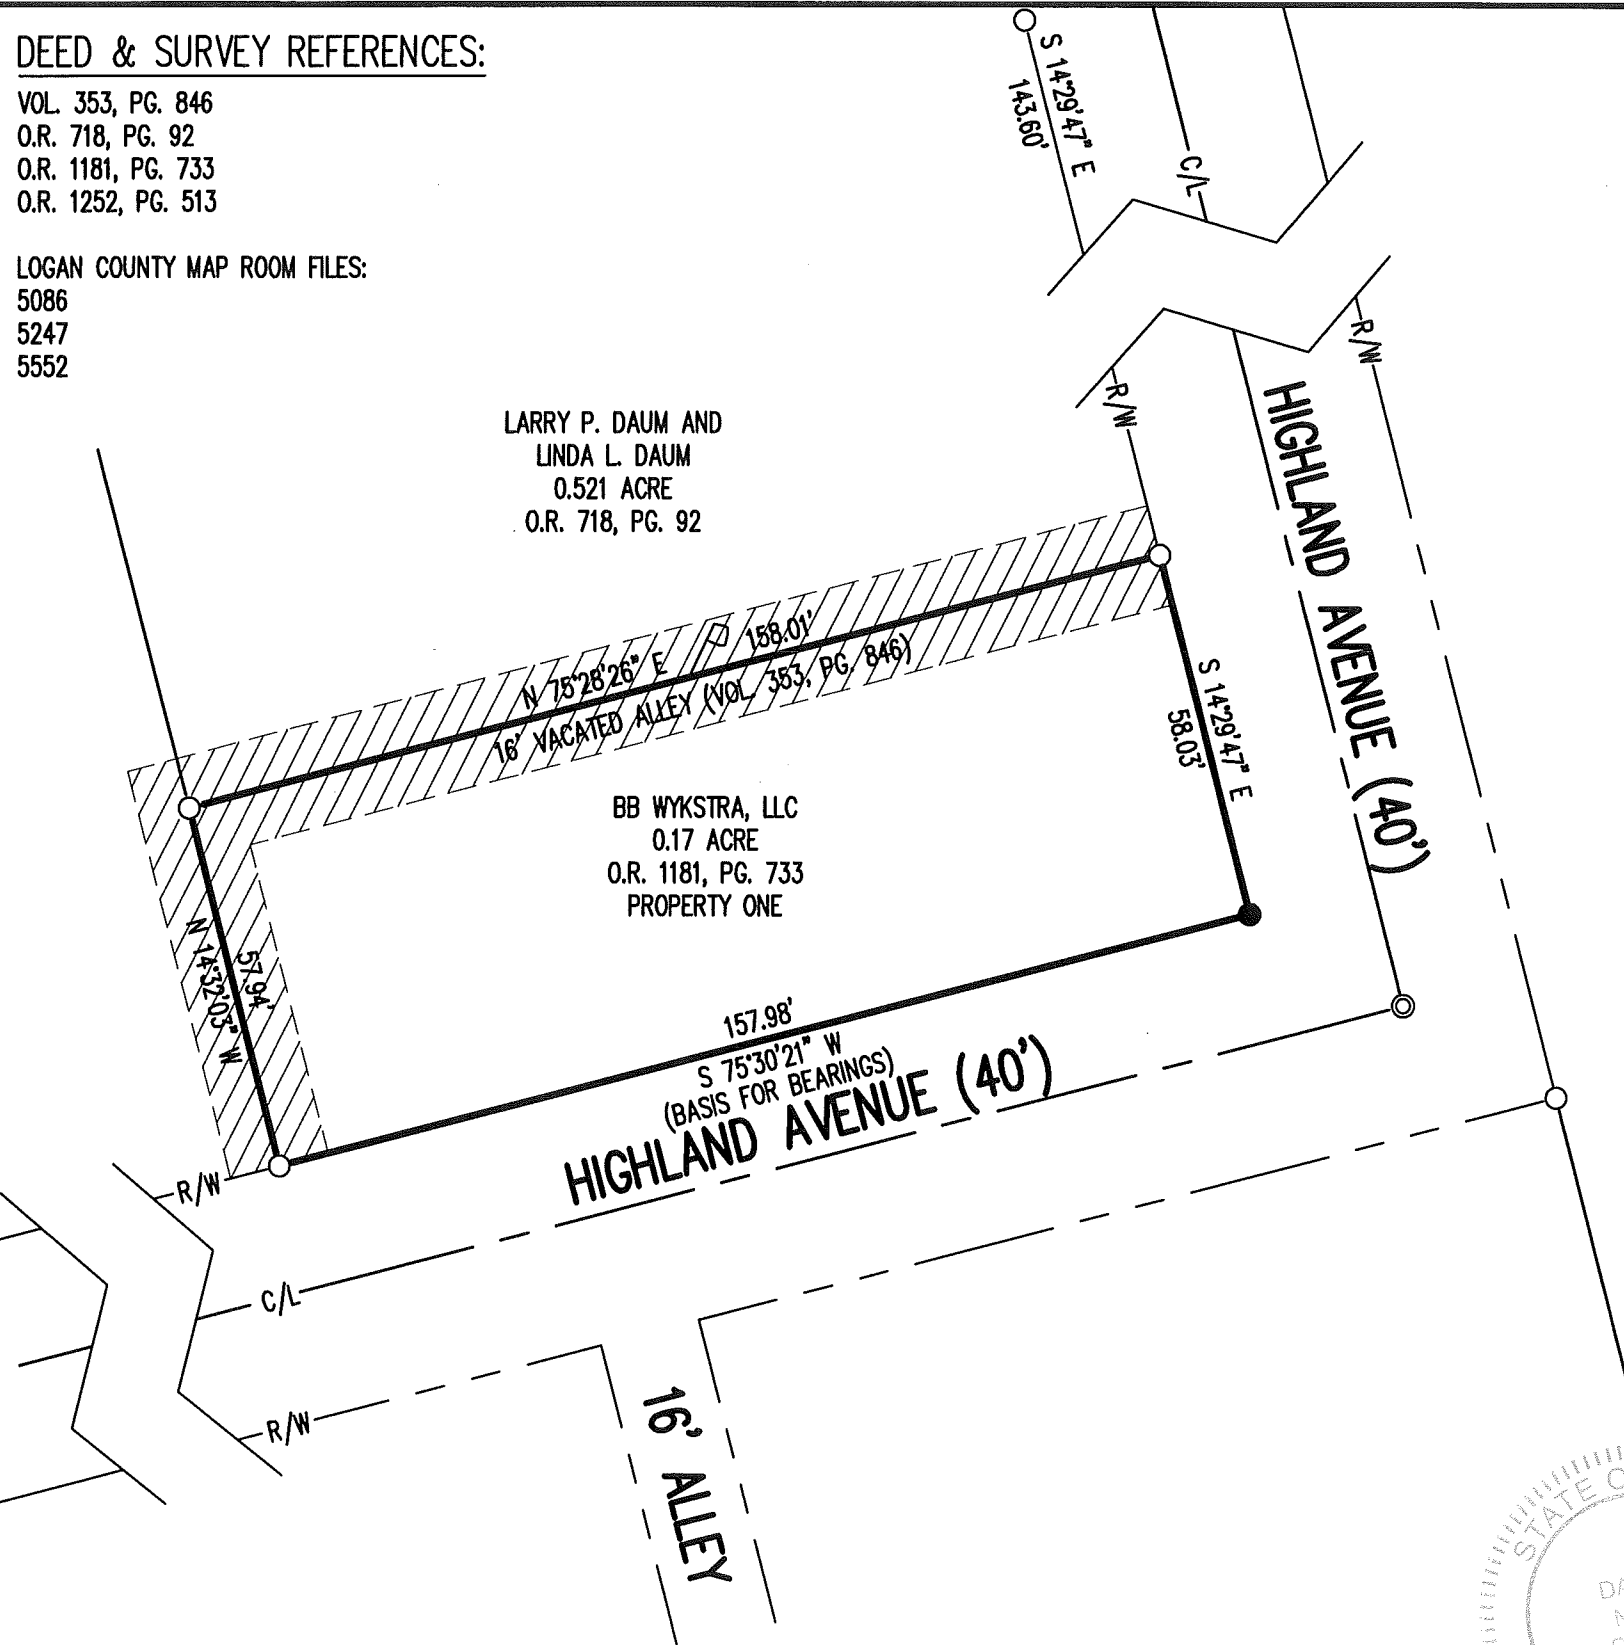 DEED & SURVEY REFERENCES:
VOL. 353, PG. 846
O.R. 718, PG. 92
O.R. 1181, PG. 733
O.R. 1252, PG. 513
LOGAN COUNTY MAP ROOM FILES:
5086
5247
5552
S 14°29'47" E
143.60'
C/L
R/W
R/W
HIGHLAND AVENUE (40')
LARRY P. DAUM AND
LINDA L. DAUM
0.521 ACRE
O.R. 718, PG. 92
N 75°28'26" E 158.01'
16' VACATED ALLEY (VOL. 353, PG. 846)
S 14°29'47" E
58.03'
BB WYKSTRA, LLC
0.17 ACRE
O.R. 1181, PG. 733
PROPERTY ONE
57.94'
N 14°32'03" W
157.98'
S 75°30'21" W
(BASIS FOR BEARINGS)
HIGHLAND AVENUE (40')
R/W
C/L
R/W
16' ALLEY
STATE O